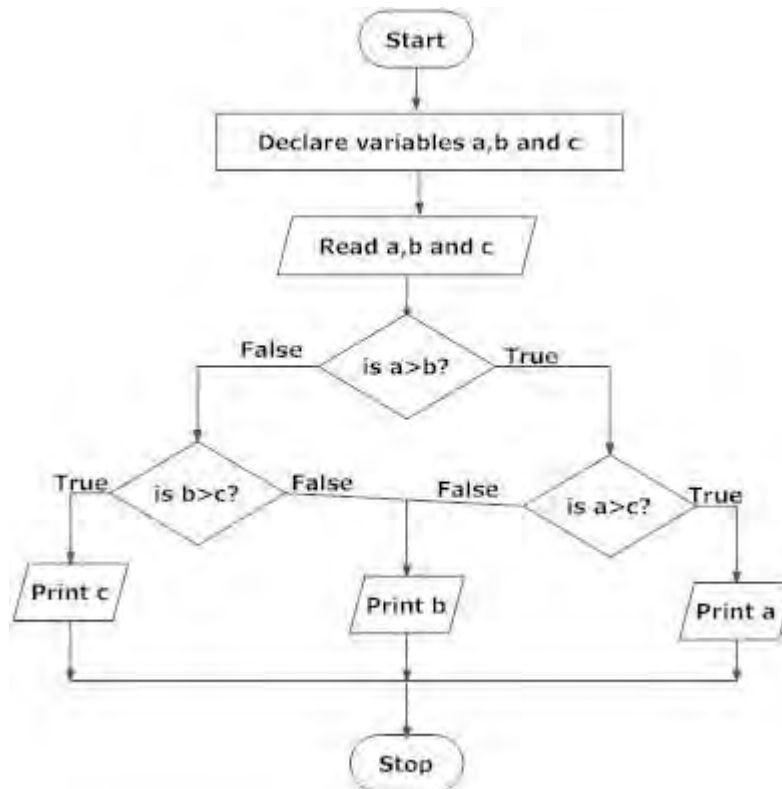 Start
Declare variables a,b and c
Read a,b and c
False
is a>b?
True
True
is b>c?
False
False
is a>c?
True
Print c
Print b
Print a
Stop